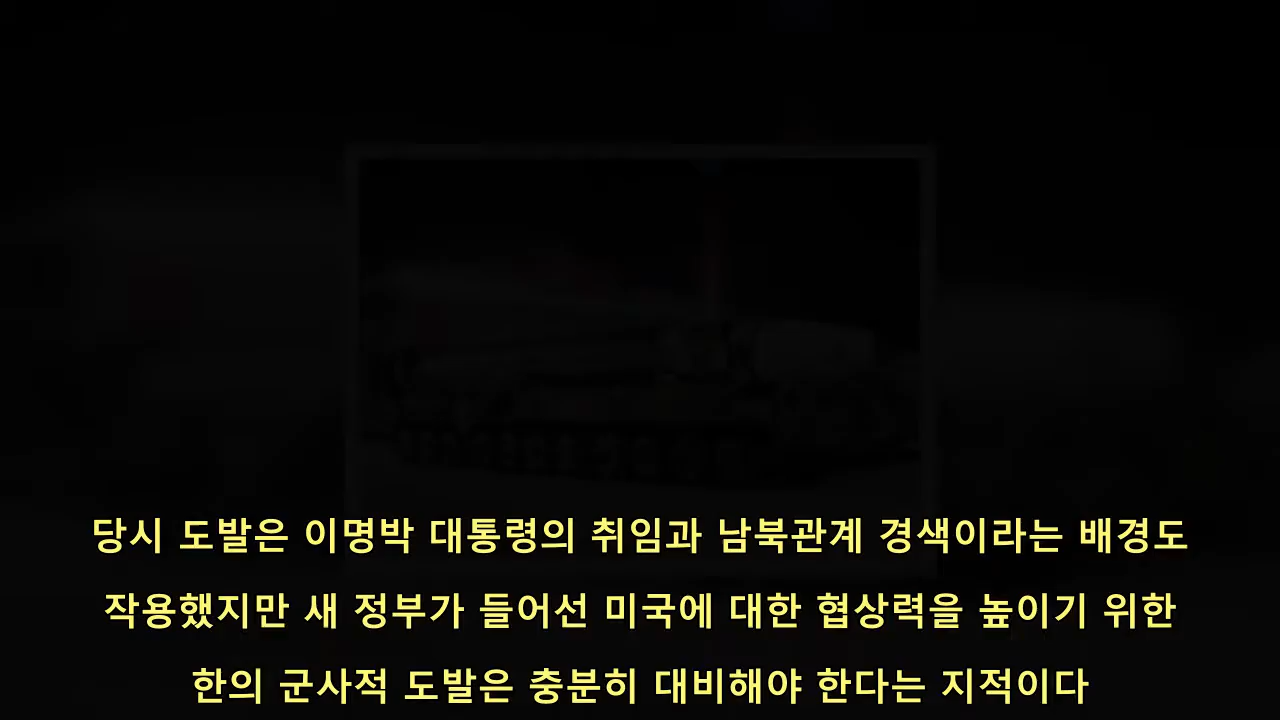 당시 도발은 이명박 대통령의 취임과 남북관계 경색이라는 배경도
작용했지만 새 정부가 들어선 미국에 대한 협상력을 높이기 위한
한의 군사적 도발은 충분히 대비해야 한다는 지적이다